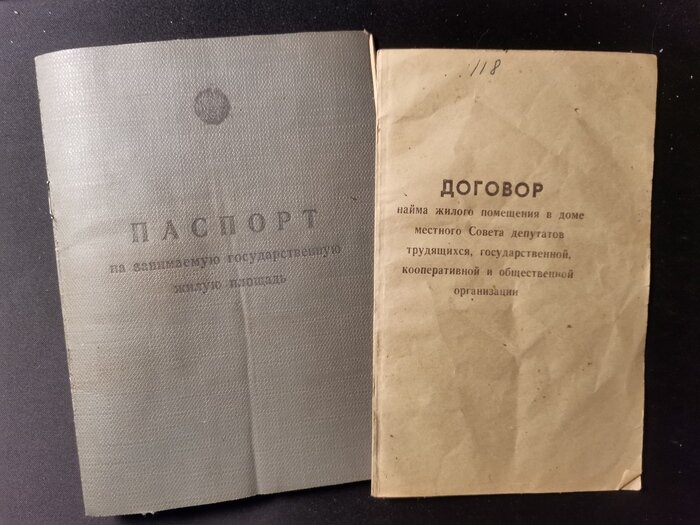 ПАСПОРТ
на занимаемую государственную
жилую площадь
118
ДОГОВОР
найма жилого помещения в доме
местного Совета депутатов
трудящихся, государственной,
кооперативной и общественной
организации